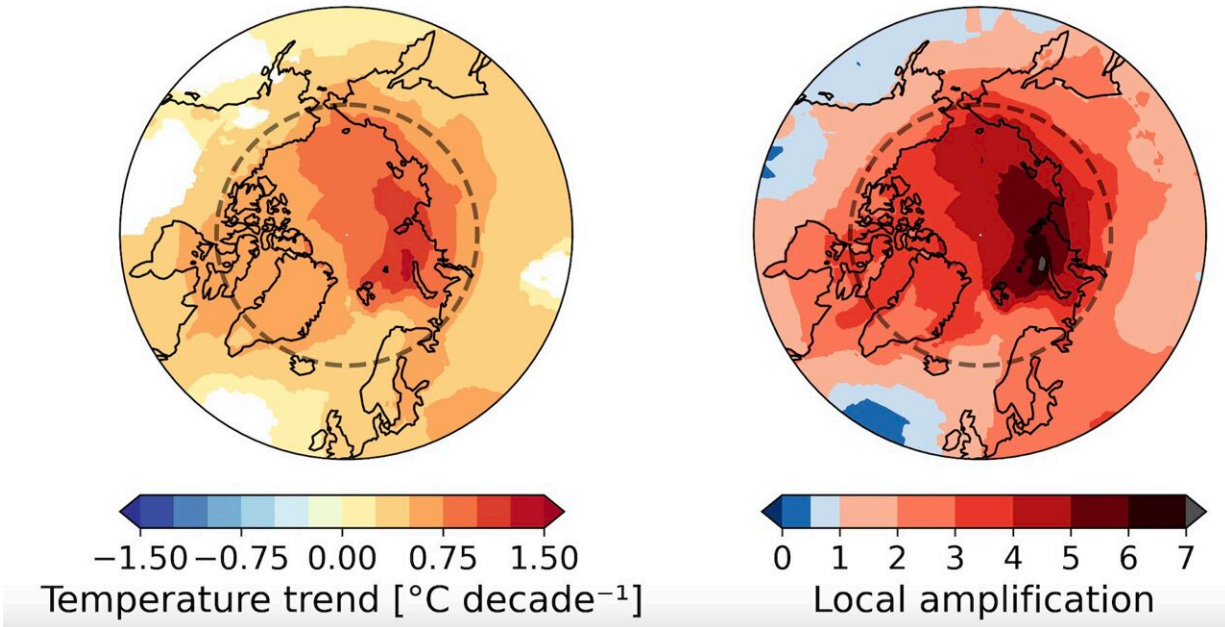 −1.50 −0.75 0.00 0.75 1.50
Temperature trend [°C decade⁻¹]
0 1 2 3 4 5 6 7
Local amplification